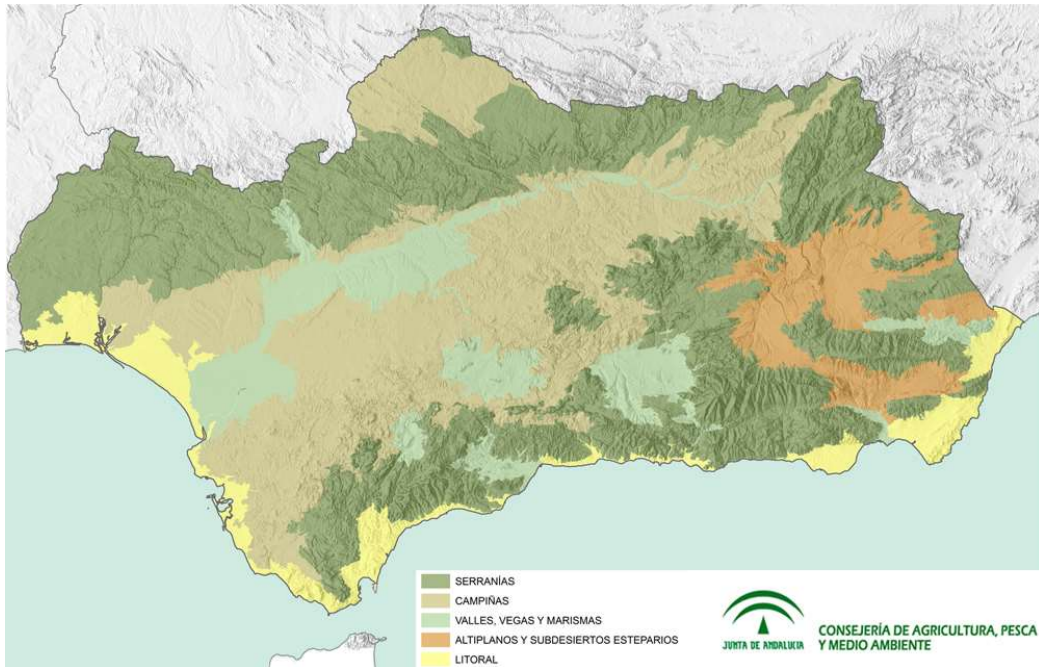 SERRANÍAS
CAMPIÑAS
VALLES, VEGAS Y MARISMAS
ALTIPLANOS Y SUBDESIERTOS ESTEPARIOS
LITORAL
JUNTA DE ANDALUCIA
CONSEJERÍA DE AGRICULTURA, PESCA
Y MEDIO AMBIENTE